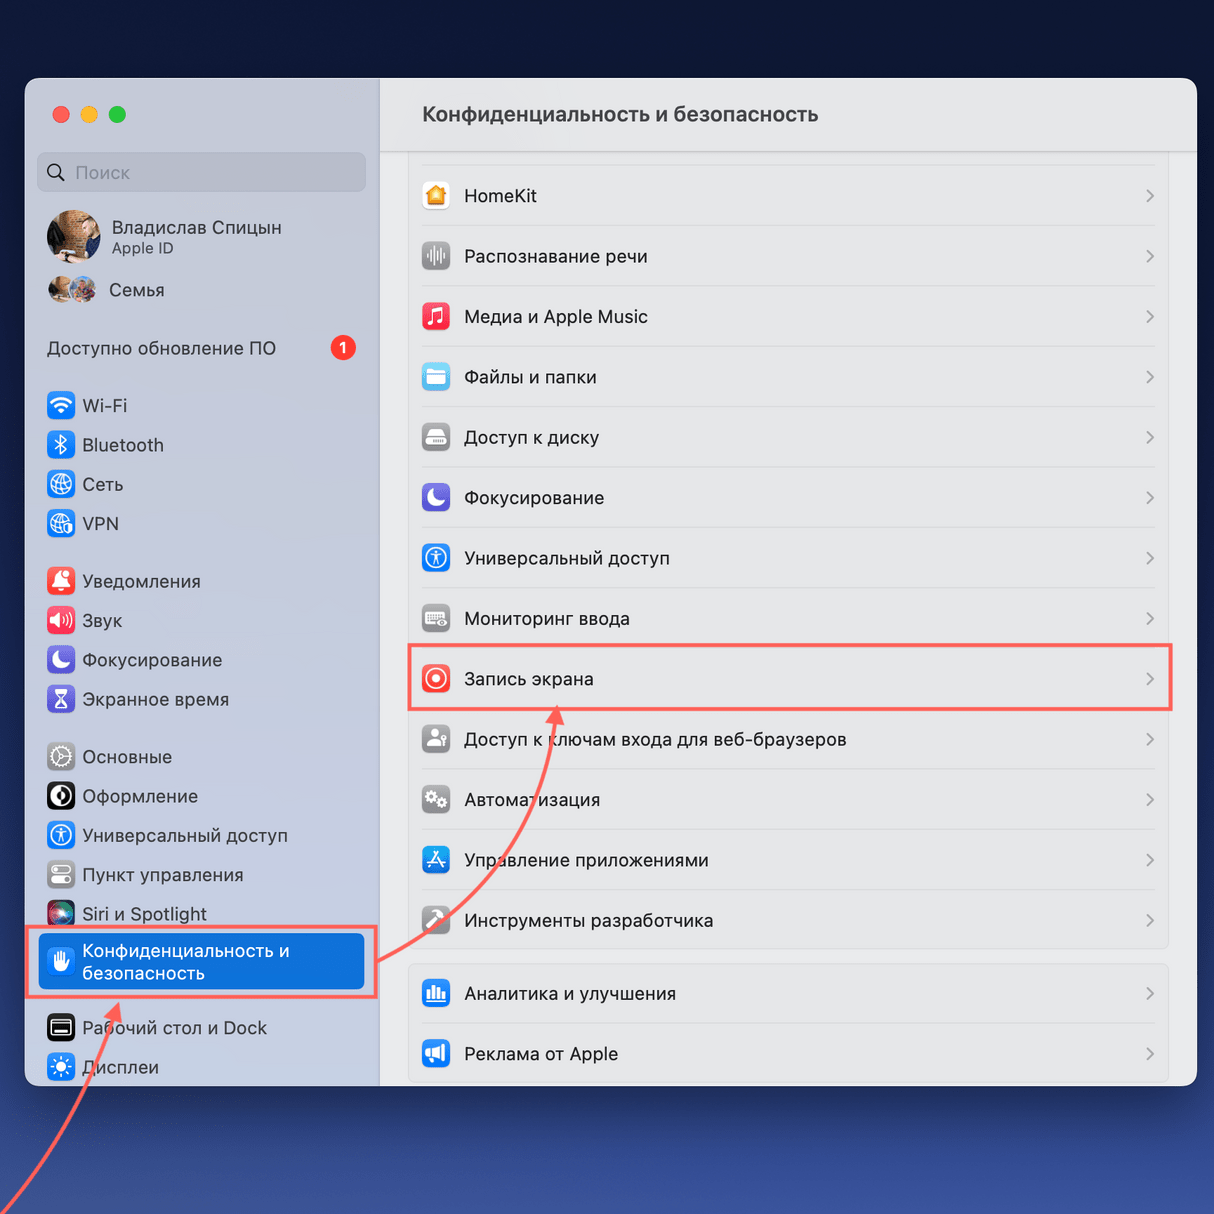 Конфиденциальность и безопасность
Поиск
Владислав Спицын
Apple ID
Семья
Доступно обновление ПО
1
Wi-Fi
Bluetooth
Сеть
VPN
Уведомления
Звук
Фокусирование
Экранное время
Основные
Оформление
Универсальный доступ
Пункт управления
Siri и Spotlight
Конфиденциальность и
безопасность
Рабочий стол и Dock
Дисплеи
HomeKit
Распознавание речи
Медиа и Apple Music
Файлы и папки
Доступ к диску
Фокусирование
Универсальный доступ
Мониторинг ввода
Запись экрана
Доступ к ключам входа для веб-браузеров
Автоматизация
Управление приложениями
Инструменты разработчика
Аналитика и улучшения
Реклама от Apple